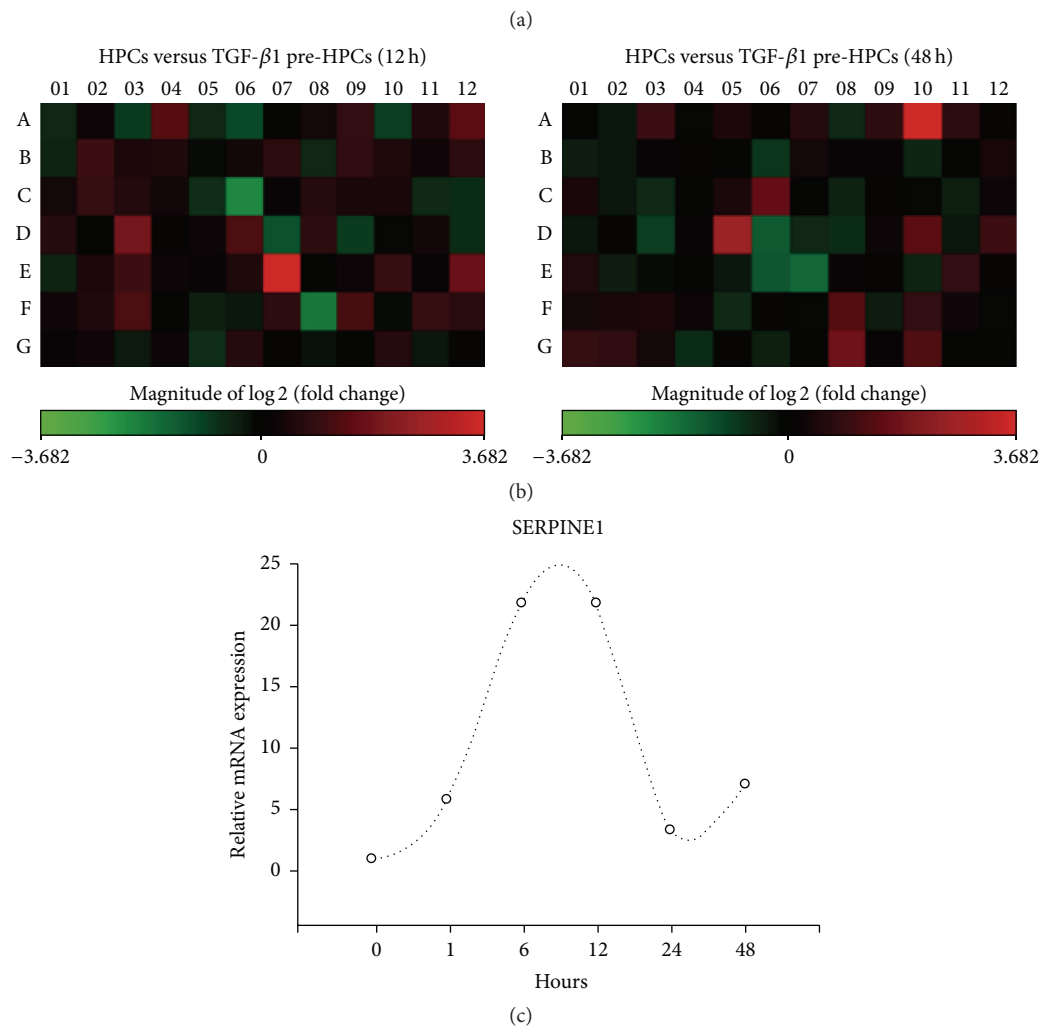 (a)
HPCs versus TGF-β1 pre-HPCs (12 h)
01 02 03 04 05 06 07 08 09 10 11 12
A
B
C
D
E
F
G
Magnitude of log 2 (fold change)
−3.682 0 3.682
HPCs versus TGF-β1 pre-HPCs (48 h)
01 02 03 04 05 06 07 08 09 10 11 12
A
B
C
D
E
F
G
Magnitude of log 2 (fold change)
−3.682 0 3.682
(b)
SERPINE1
Relative mRNA expression
25
20
15
10
5
0
0 1 6 12 24 48
Hours
(c)